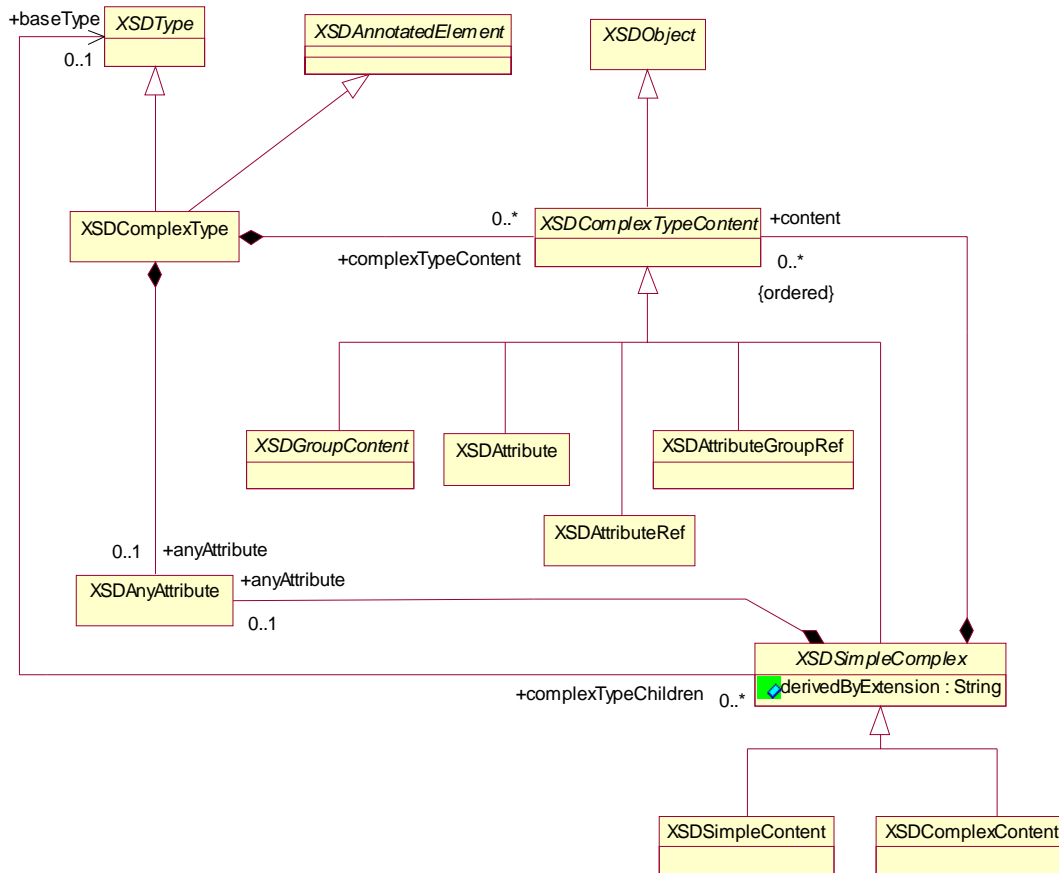 +baseType
XSDType
0..1
XSDAnnotatedElement
XSDObject
XSDComplexType
0..*
+complexTypeContent
XSDComplexTypeContent
+content
0..*
{ordered}
XSDGroupContent
XSDAttribute
XSDAttributeGroupRef
XSDAttributeRef
0..1
+anyAttribute
XSDAnyAttribute
+anyAttribute
0..1
XSDSimpleComplex
derivedByExtension : String
+complexTypeChildren
0..*
XSDSimpleContent
XSDComplexContent